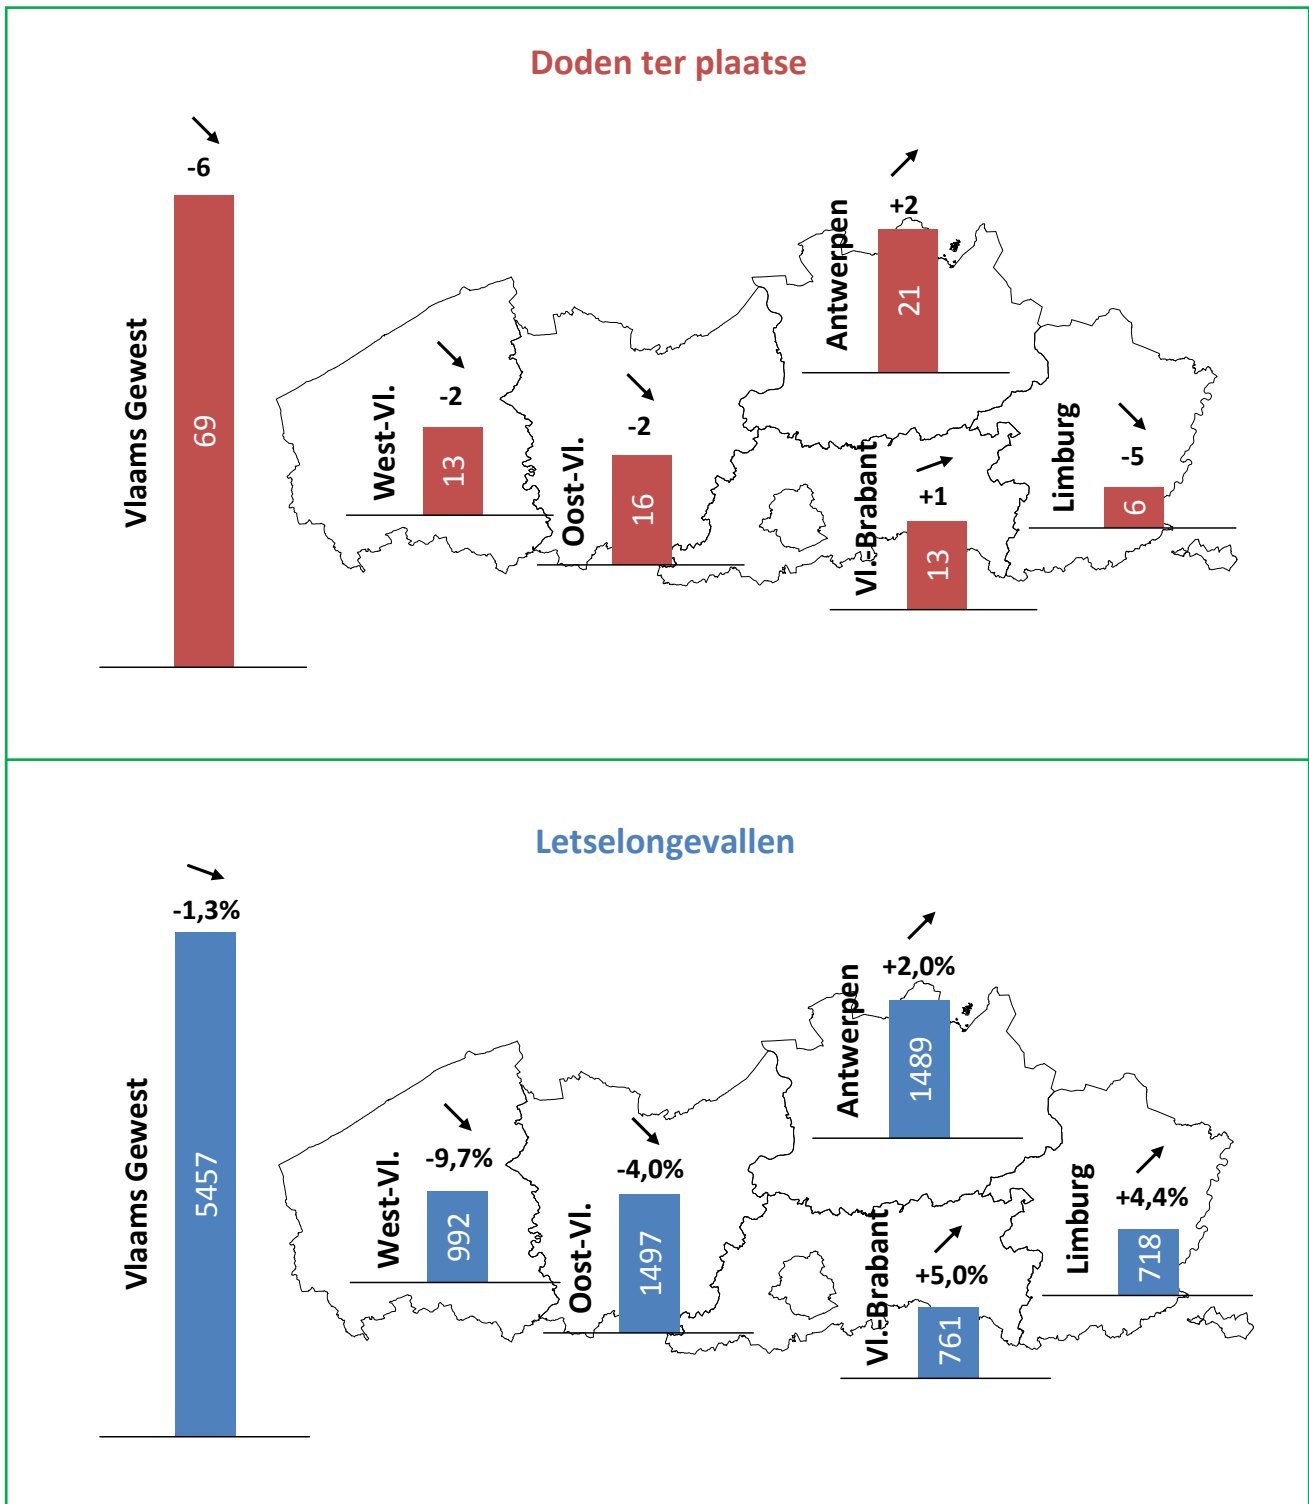 Doden ter plaatse
-6
Vlaams Gewest
69
-2
West-Vl.
13
-2
Oost-Vl.
16
+2
Antwerpen
21
+1
Vl.-Brabant
13
-5
Limburg
6
Letselongevallen
-1,3%
Vlaams Gewest
5457
-9,7%
West-Vl.
992
-4,0%
Oost-Vl.
1497
+2,0%
Antwerpen
1489
+5,0%
Vl.-Brabant
761
+4,4%
Limburg
718